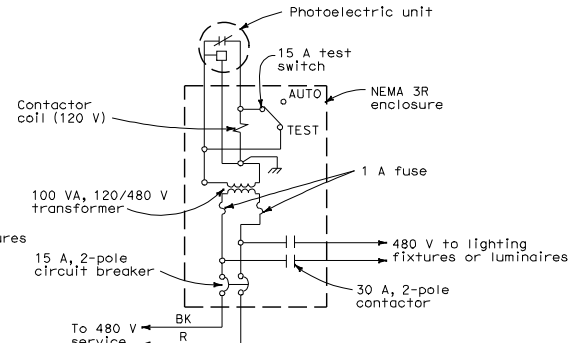 Photoelectric unit
15 A test
switch
AUTO
NEMA 3R
enclosure
Contactor
coil (120 V)
TEST
1 A fuse
100 VA, 120/480 V
transformer
ures
480 V to lighting
fixtures or luminaires
15 A, 2-pole
circuit breaker
30 A, 2-pole
contactor
BK
To 480 V
R
service